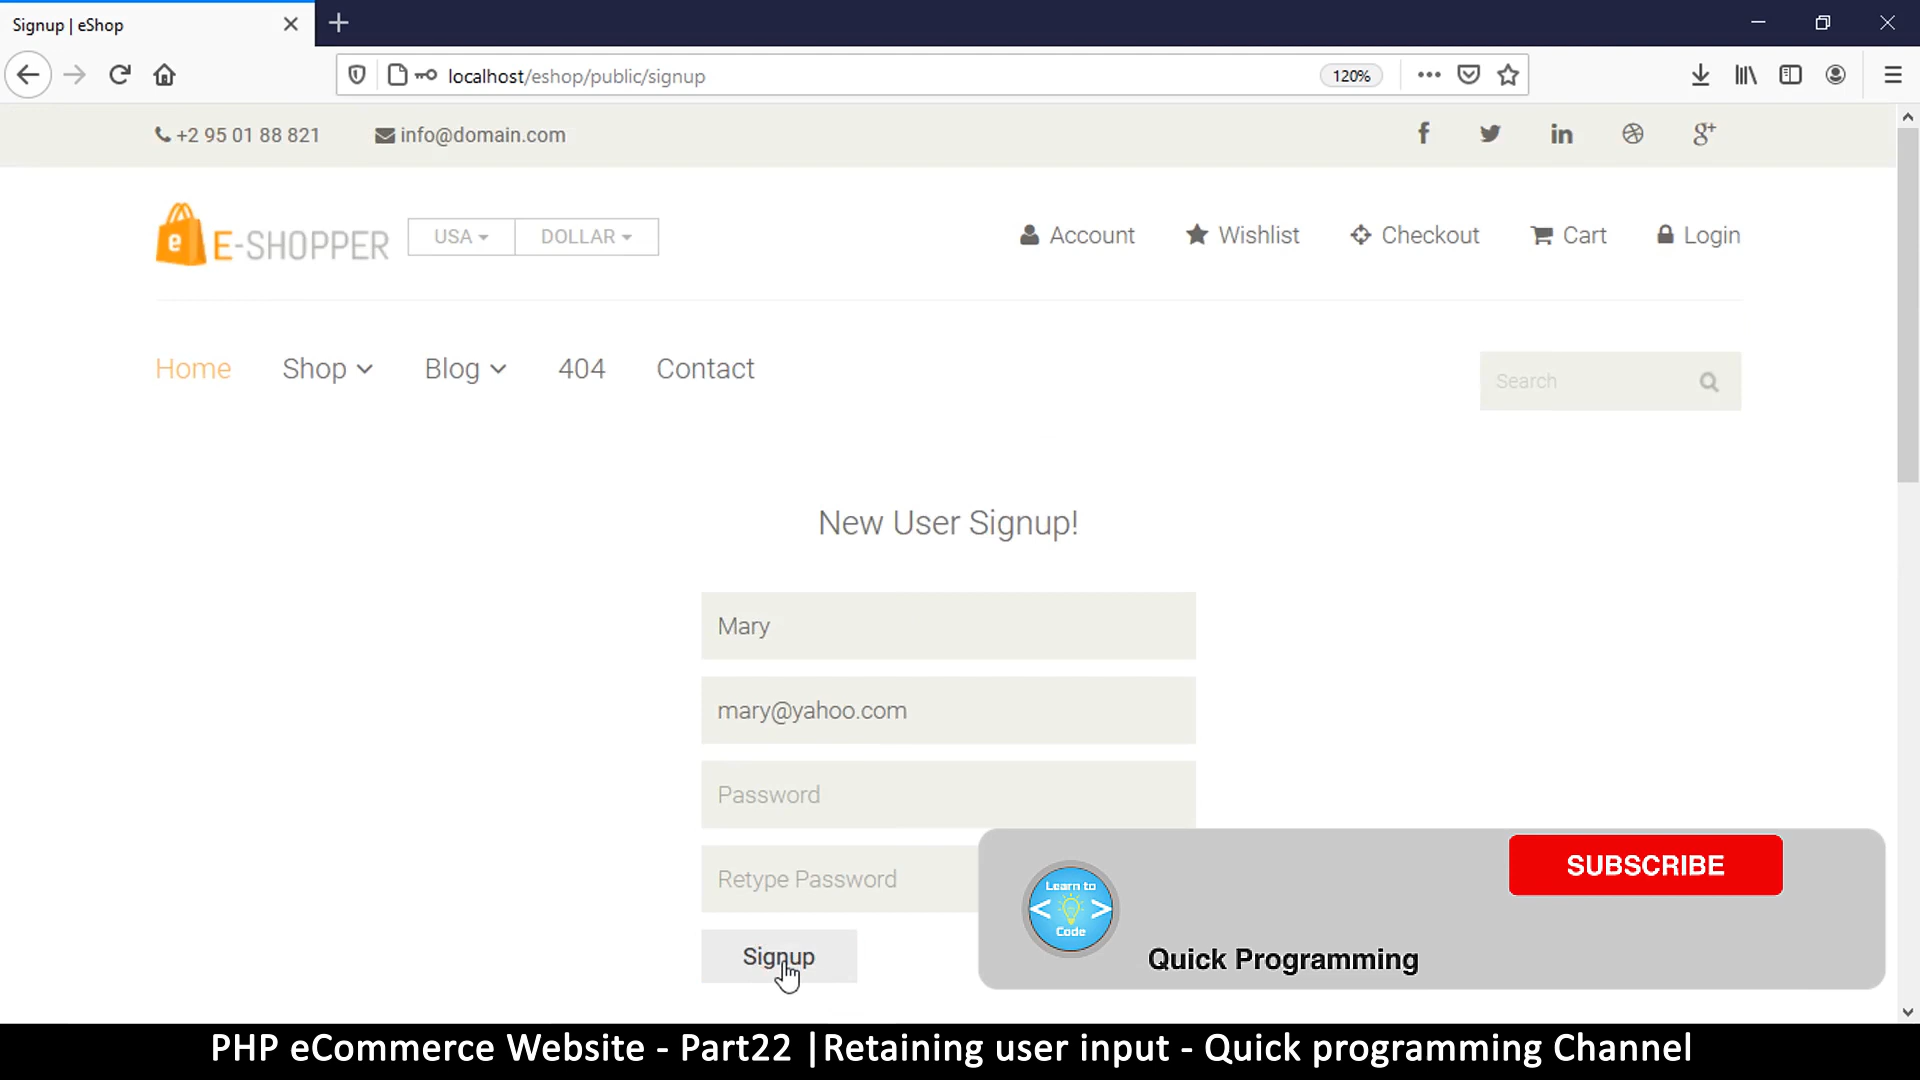 Signup | eShop
localhost/eshop/public/signup
120%
+2 95 01 88 821
info@domain.com
e E-SHOPPER
USA
DOLLAR
Account
Wishlist
Checkout
Cart
Login
Home
Shop
Blog
404
Contact
Search
New User Signup!
Mary
mary@yahoo.com
Password
Retype Password
Signup
Learn to
< >
Code
SUBSCRIBE
Quick Programming
PHP eCommerce Website - Part22 |Retaining user input - Quick programming Channel